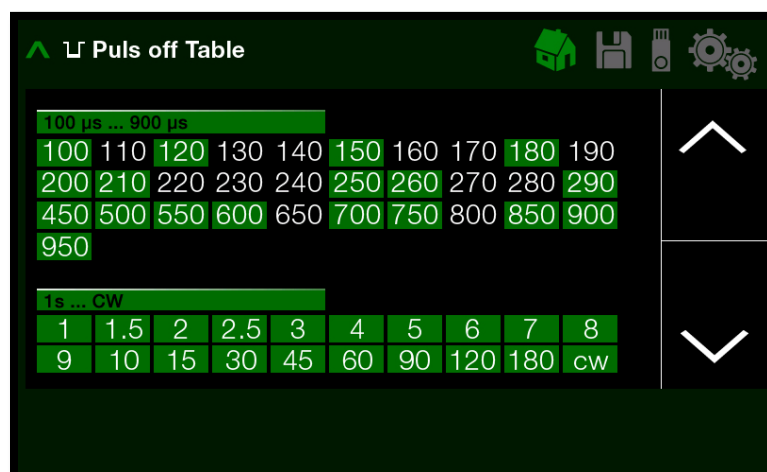 Puls off Table
100 µs ... 900 µs
100 110 120 130 140 150 160 170 180 190
200 210 220 230 240 250 260 270 280 290
450 500 550 600 650 700 750 800 850 900
950
1s ... CW
1 1.5 2 2.5 3 4 5 6 7 8
9 10 15 30 45 60 90 120 180 cw